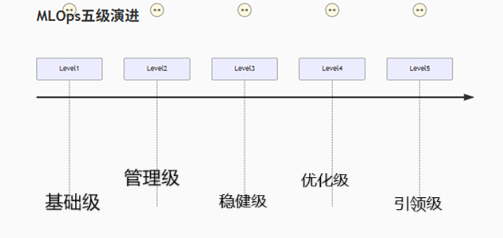 MLOps五级演进
Level1
Level2
Level3
Level4
Level5
基础级
管理级
稳健级
优化级
引领级